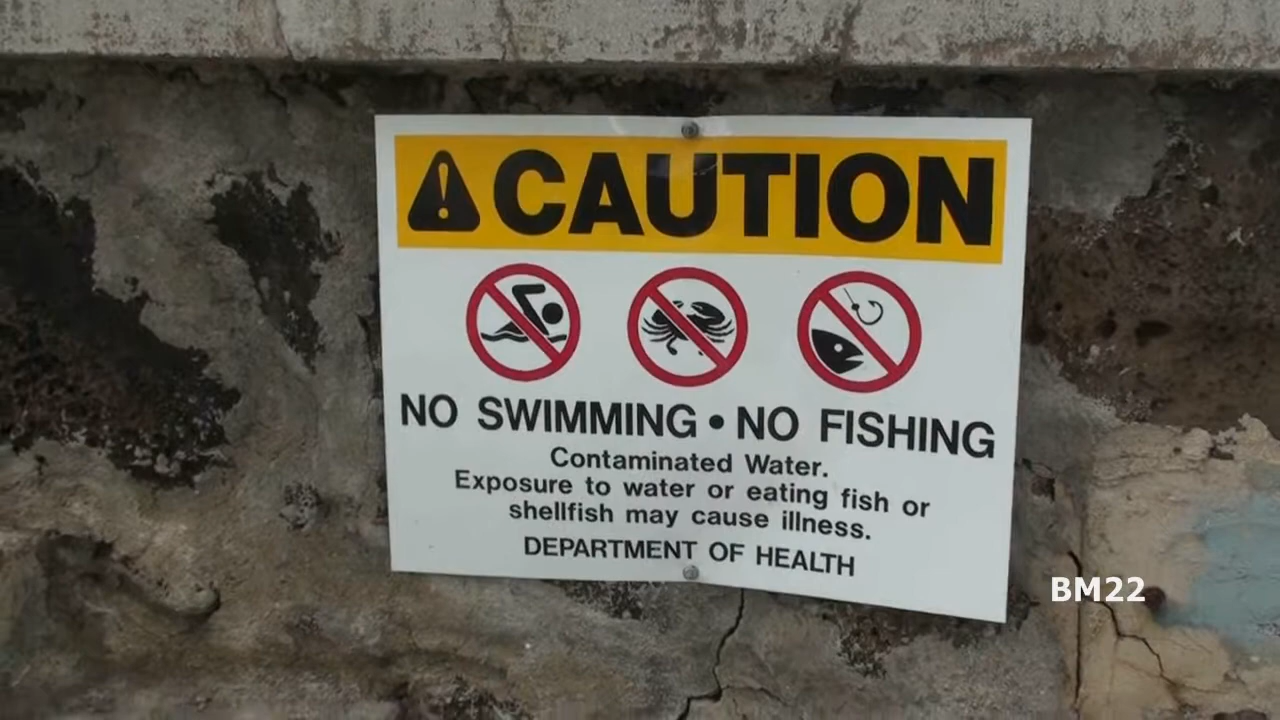 CAUTION
NO SWIMMING • NO FISHING
Contaminated Water.
Exposure to water or eating fish or
shellfish may cause illness.
DEPARTMENT OF HEALTH
BM22